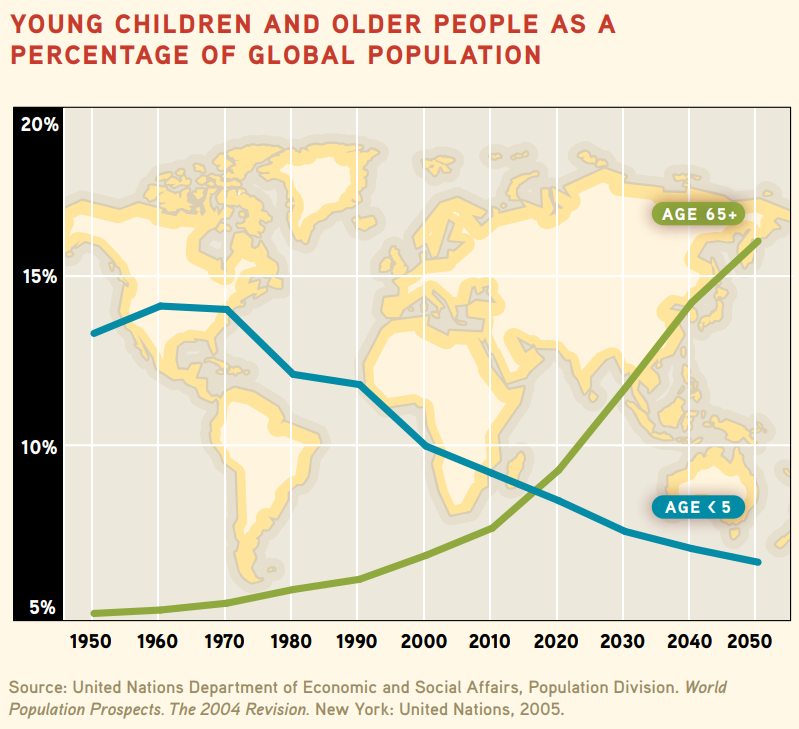 YOUNG CHILDREN AND OLDER PEOPLE AS A
PERCENTAGE OF GLOBAL POPULATION
20%
AGE 65+
15%
10%
AGE < 5
5%
1950 1960 1970 1980 1990 2000 2010 2020 2030 2040 2050
Source: United Nations Department of Economic and Social Affairs, Population Division. World
Population Prospects. The 2004 Revision. New York: United Nations, 2005.